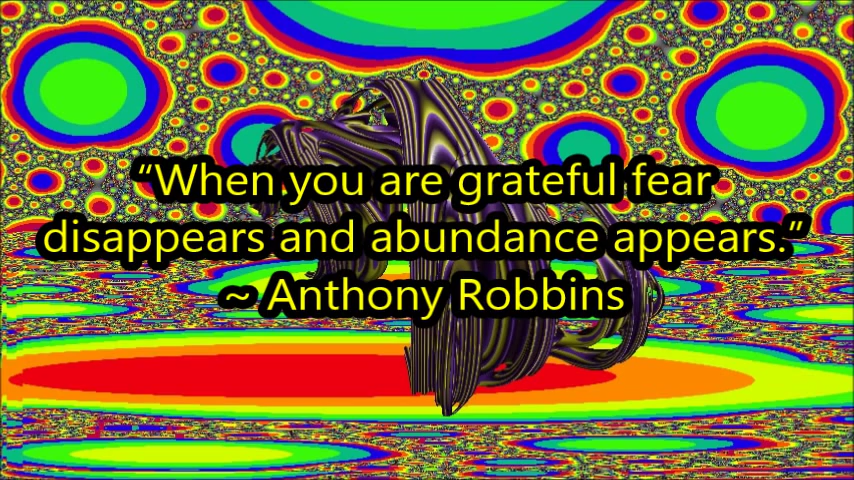 “When you are grateful fear
disappears and abundance appears.”
~ Anthony Robbins